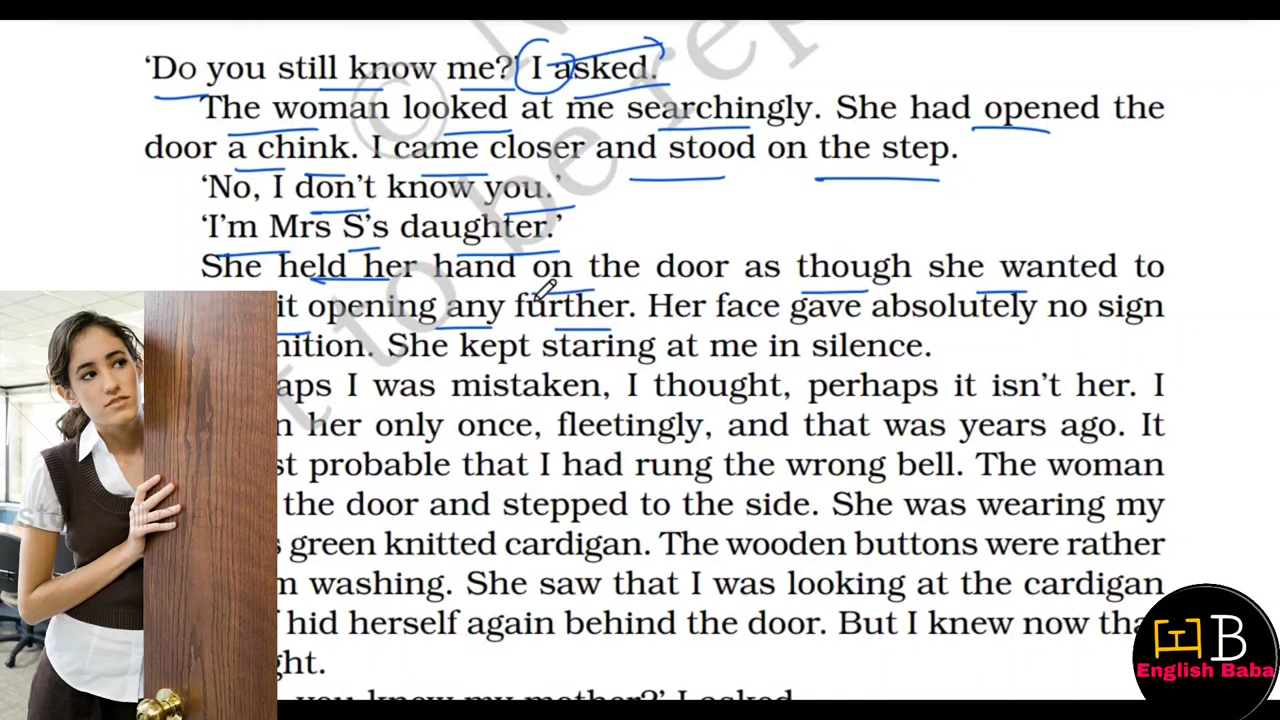 'Do you still know me?' I asked.
The woman looked at me searchingly. She had opened the
door a chink. I came closer and stood on the step.
'No, I don't know you.'
'I'm Mrs S's daughter.'
She held her hand on the door as though she wanted to
it opening any further. Her face gave absolutely no sign
She kept staring at me in silence.
I was mistaken, I thought, perhaps it isn't her. I
her only once, fleetingly, and that was years ago. It
probable that I had rung the wrong bell. The woman
the door and stepped to the side. She was wearing my
green knitted cardigan. The wooden buttons were rather
washing. She saw that I was looking at the cardigan
hid herself again behind the door. But I knew now
you know my mother?' I asked.
EB
English Baba